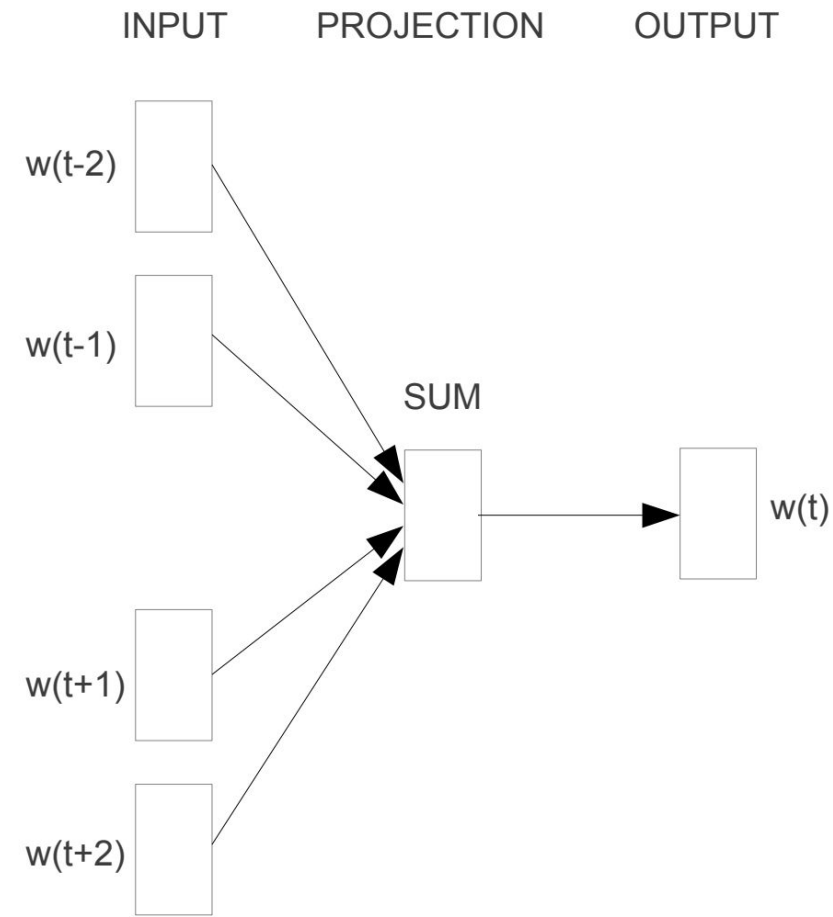 INPUT PROJECTION OUTPUT
w(t-2)
w(t-1)
SUM
w(t)
w(t+1)
w(t+2)